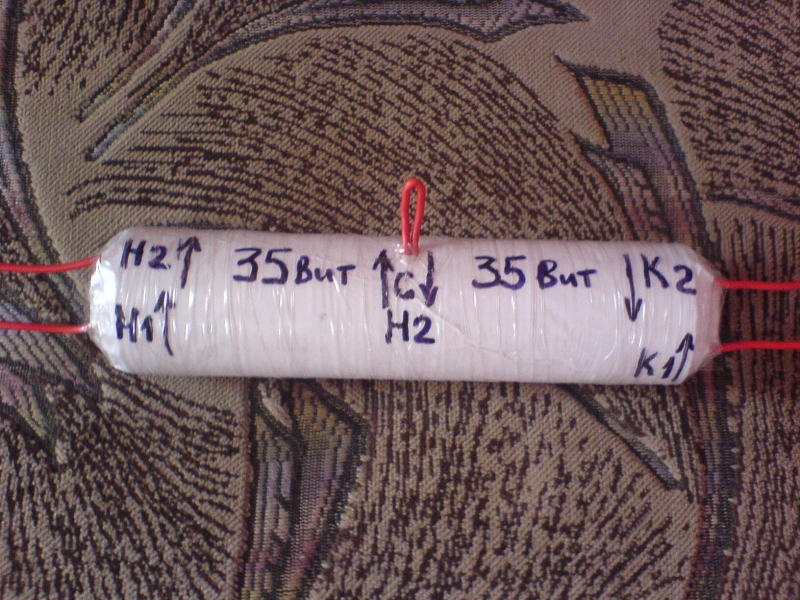 Н2↑ 35 Вит ↑ С ↓ 35 Вит ↓ К2
Н1↑ Н2 К1↑